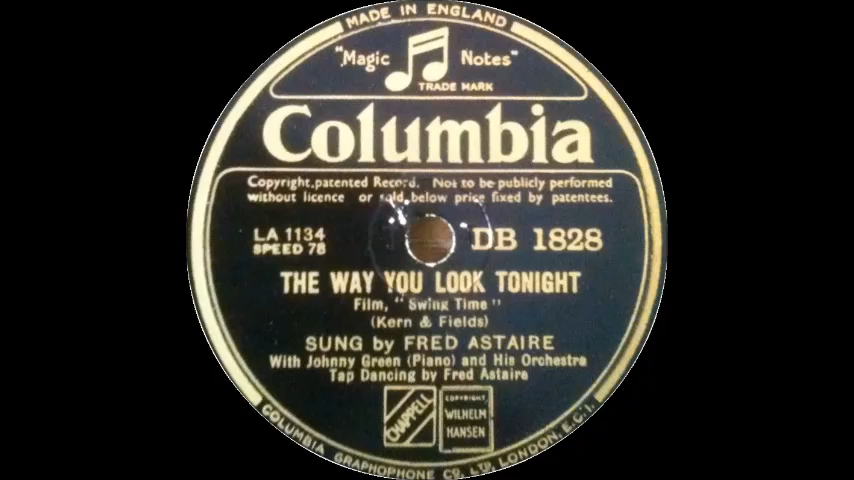 MADE IN ENGLAND
"Magic Notes"
TRADE MARK
Columbia
Copyright, patented Record. Not to be publicly performed
without licence or sold below price fixed by patentees.
LA 1134
SPEED 78
DB 1828
THE WAY YOU LOOK TONIGHT
Film, "Swing Time"
(Kern & Fields)
SUNG by FRED ASTAIRE
With Johnny Green (Piano) and His Orchestra
Tap Dancing by Fred Astaire
CHAPPELL
COPYRIGHT
WILHELM
HANSEN
COLUMBIA GRAPHOPHONE CO. LTD. LONDON, E.C.1.